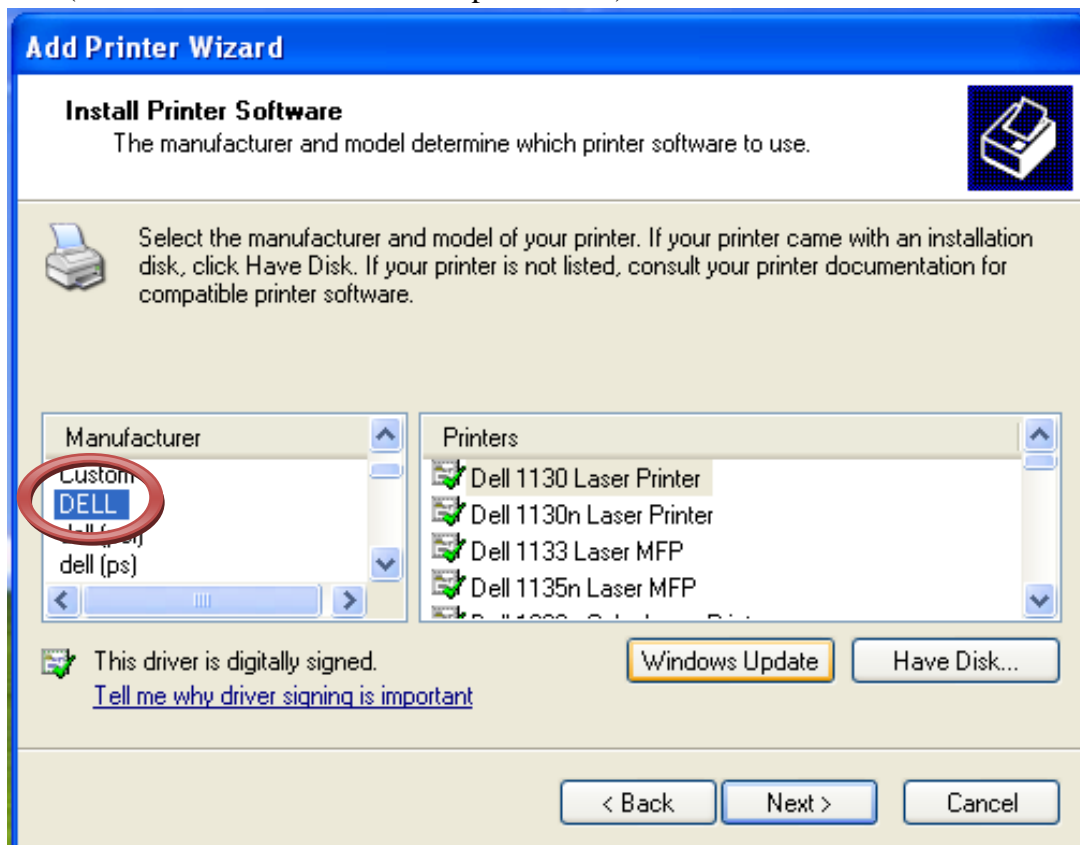 Add Printer Wizard
Install Printer Software
The manufacturer and model determine which printer software to use.
Select the manufacturer and model of your printer. If your printer came with an installation
disk, click Have Disk. If your printer is not listed, consult your printer documentation for
compatible printer software.
Manufacturer
Custom
DELL
dell (ps)
Printers
Dell 1130 Laser Printer
Dell 1130n Laser Printer
Dell 1133 Laser MFP
Dell 1135n Laser MFP
This driver is digitally signed.
Tell me why driver signing is important
Windows Update
Have Disk...
< Back
Next >
Cancel